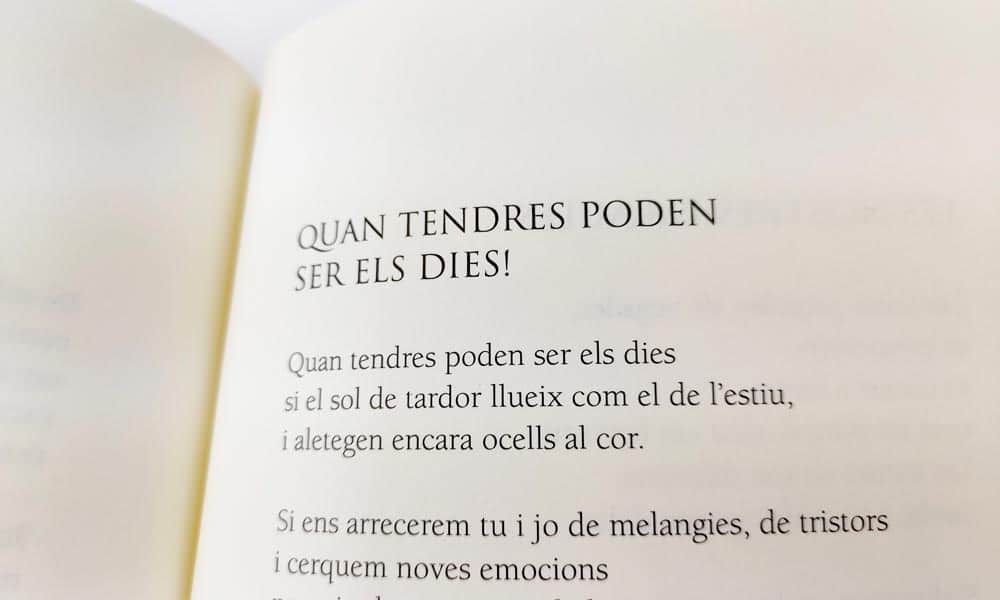 QUAN TENDRES PODEN
SER ELS DIES!
Quan tendres poden ser els dies
si el sol de tardor llueix com el de l'estiu,
i aletegen encara ocells al cor.
Si ens arrecerem tu i jo de melangies, de tristors
i cerquem noves emocions